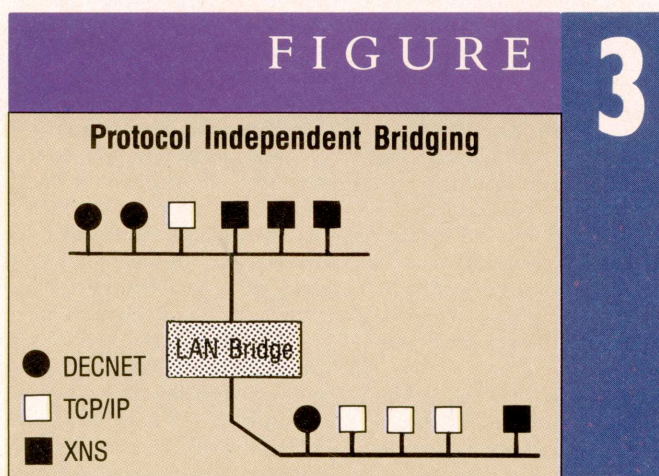 FIGURE 3
Protocol Independent Bridging
LAN Bridge
DECNET
TCP/IP
XNS